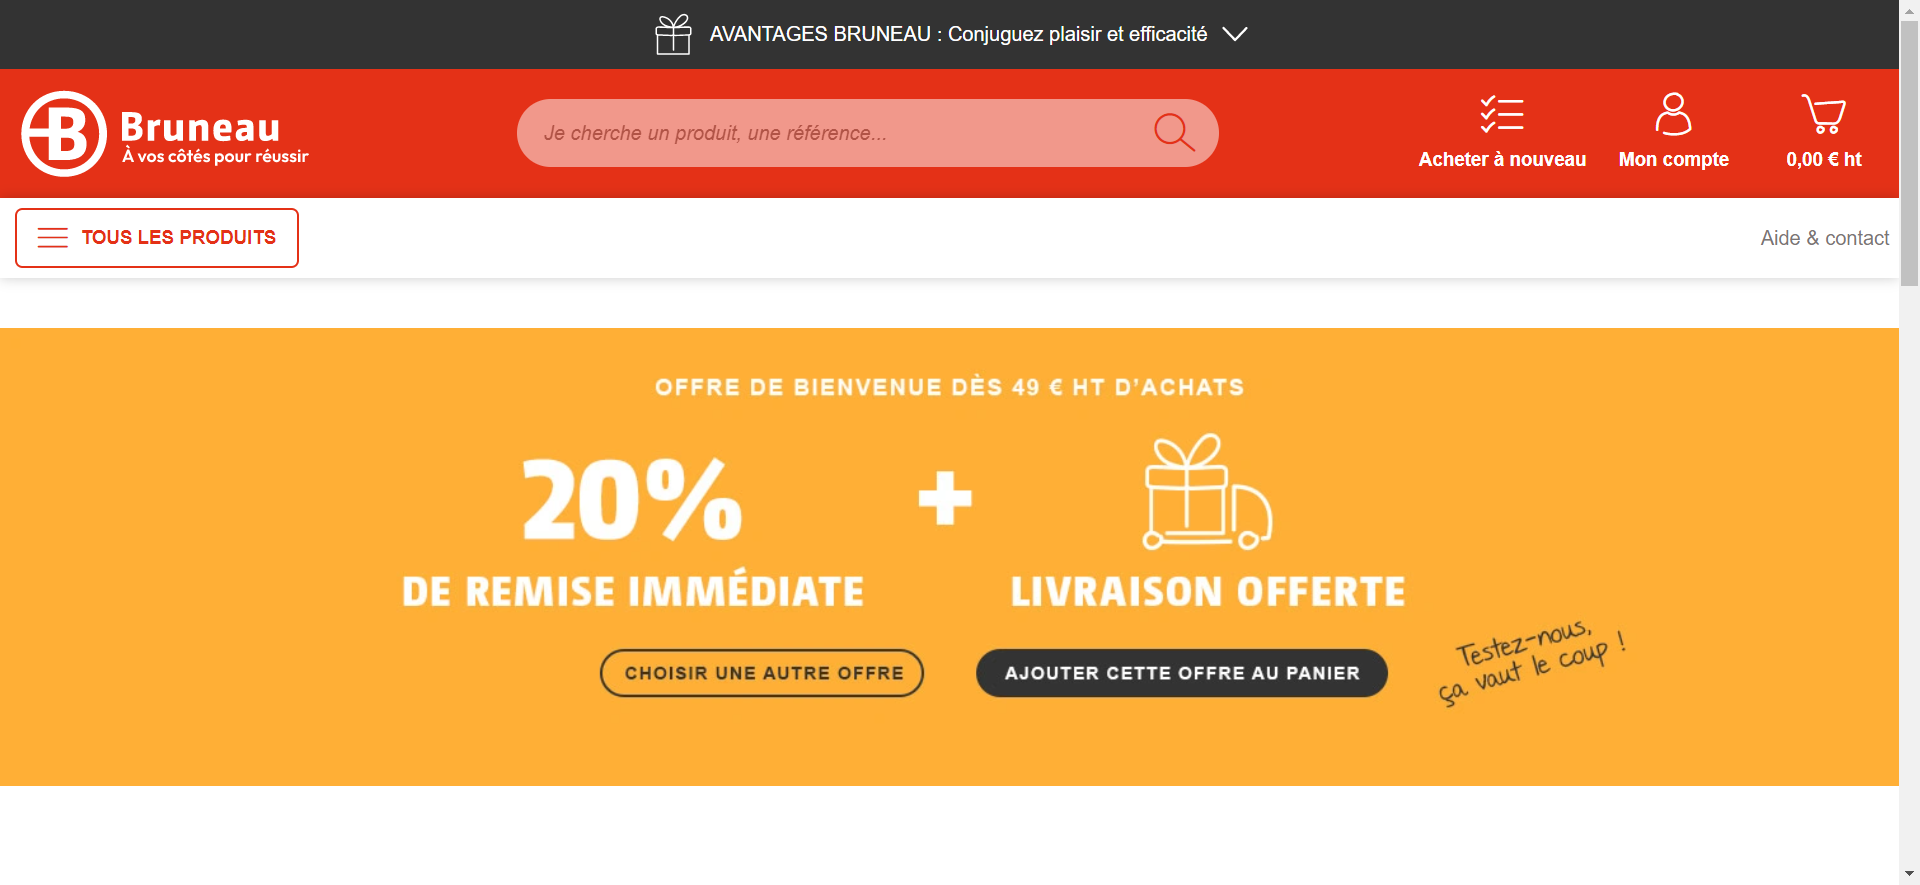 AVANTAGES BRUNEAU : Conjuguez plaisir et efficacité
B Bruneau
À vos côtés pour réussir
Je cherche un produit, une référence...
Acheter à nouveau
Mon compte
0,00 € ht
TOUS LES PRODUITS
Aide & contact
OFFRE DE BIENVENUE DÈS 49 € HT D'ACHATS
20%
DE REMISE IMMÉDIATE
+
LIVRAISON OFFERTE
CHOISIR UNE AUTRE OFFRE
AJOUTER CETTE OFFRE AU PANIER
Testez-nous,
ça vaut le coup !